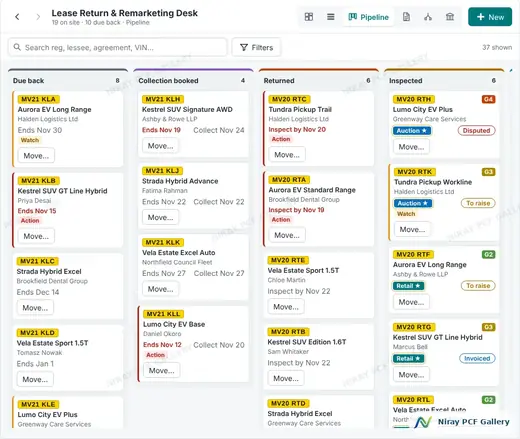 Lease Return & Remarketing Desk
19 on site · 10 due back · Pipeline
Pipeline
+ New
Search reg, lessee, agreement, VIN...
Filters
37 shown
Due back 8
MV21 KLA
Aurora EV Long Range
Halden Logistics Ltd
Ends Nov 30
Watch
Move...
MV21 KLB
Kestrel SUV GT Line Hybrid
Priya Desai
Ends Nov 15
Action
Move...
MV21 KLC
Strada Hybrid Excel
Brookfield Dental Group
Ends Dec 14
Move...
MV21 KLD
Vela Estate Sport 1.5T
Tomasz Nowak
Ends Jan 1
Move...
MV21 KLE
Lumo City EV Plus
Greenway Care Services
Collection booked 4
MV21 KLH
Kestrel SUV Signature AWD
Ashby & Rowe LLP
Ends Nov 19 Collect Nov 24
Move...
MV21 KLJ
Strada Hybrid Advance
Fatima Rahman
Ends Nov 22 Collect Nov 22
Move...
MV21 KLK
Vela Estate Excel Auto
Northfield Council Fleet
Ends Nov 27 Collect Nov 27
Move...
MV21 KLL
Lumo City EV Base
Daniel Okoro
Ends Nov 12 Collect Nov 20
Action
Move...
Returned 6
MV20 RTC
Tundra Pickup Trail
Halden Logistics Ltd
Inspect by Nov 20
Action
Move...
MV20 RTA
Aurora EV Standard Range
Brookfield Dental Group
Inspect by Nov 19
Action
Move...
MV20 RTE
Vela Estate Sport 1.5T
Chloe Martin
Inspect by Nov 22
Move...
MV20 RTB
Kestrel SUV Edition 1.6T
Sam Whitaker
Inspect by Nov 22
Move...
MV20 RTD
Strada Hybrid Excel
Greenway Care Services
Inspected 6
MV20 RTH G4
Lumo City EV Plus
Greenway Care Services
Auction ★ Disputed
Move...
MV20 RTK G3
Tundra Pickup Workline
Halden Logistics Ltd
Auction ★ To raise
Watch
Move...
MV20 RTF G2
Aurora EV Long Range
Ashby & Rowe LLP
Retail ★ To raise
Move...
MV20 RTG G3
Kestrel SUV GT Line Hybrid
Marcus Bell
Retail ★ Invoiced
Move...
MV20 RTL G2
Vela Estate Excel Auto
Niray PCF Gallery